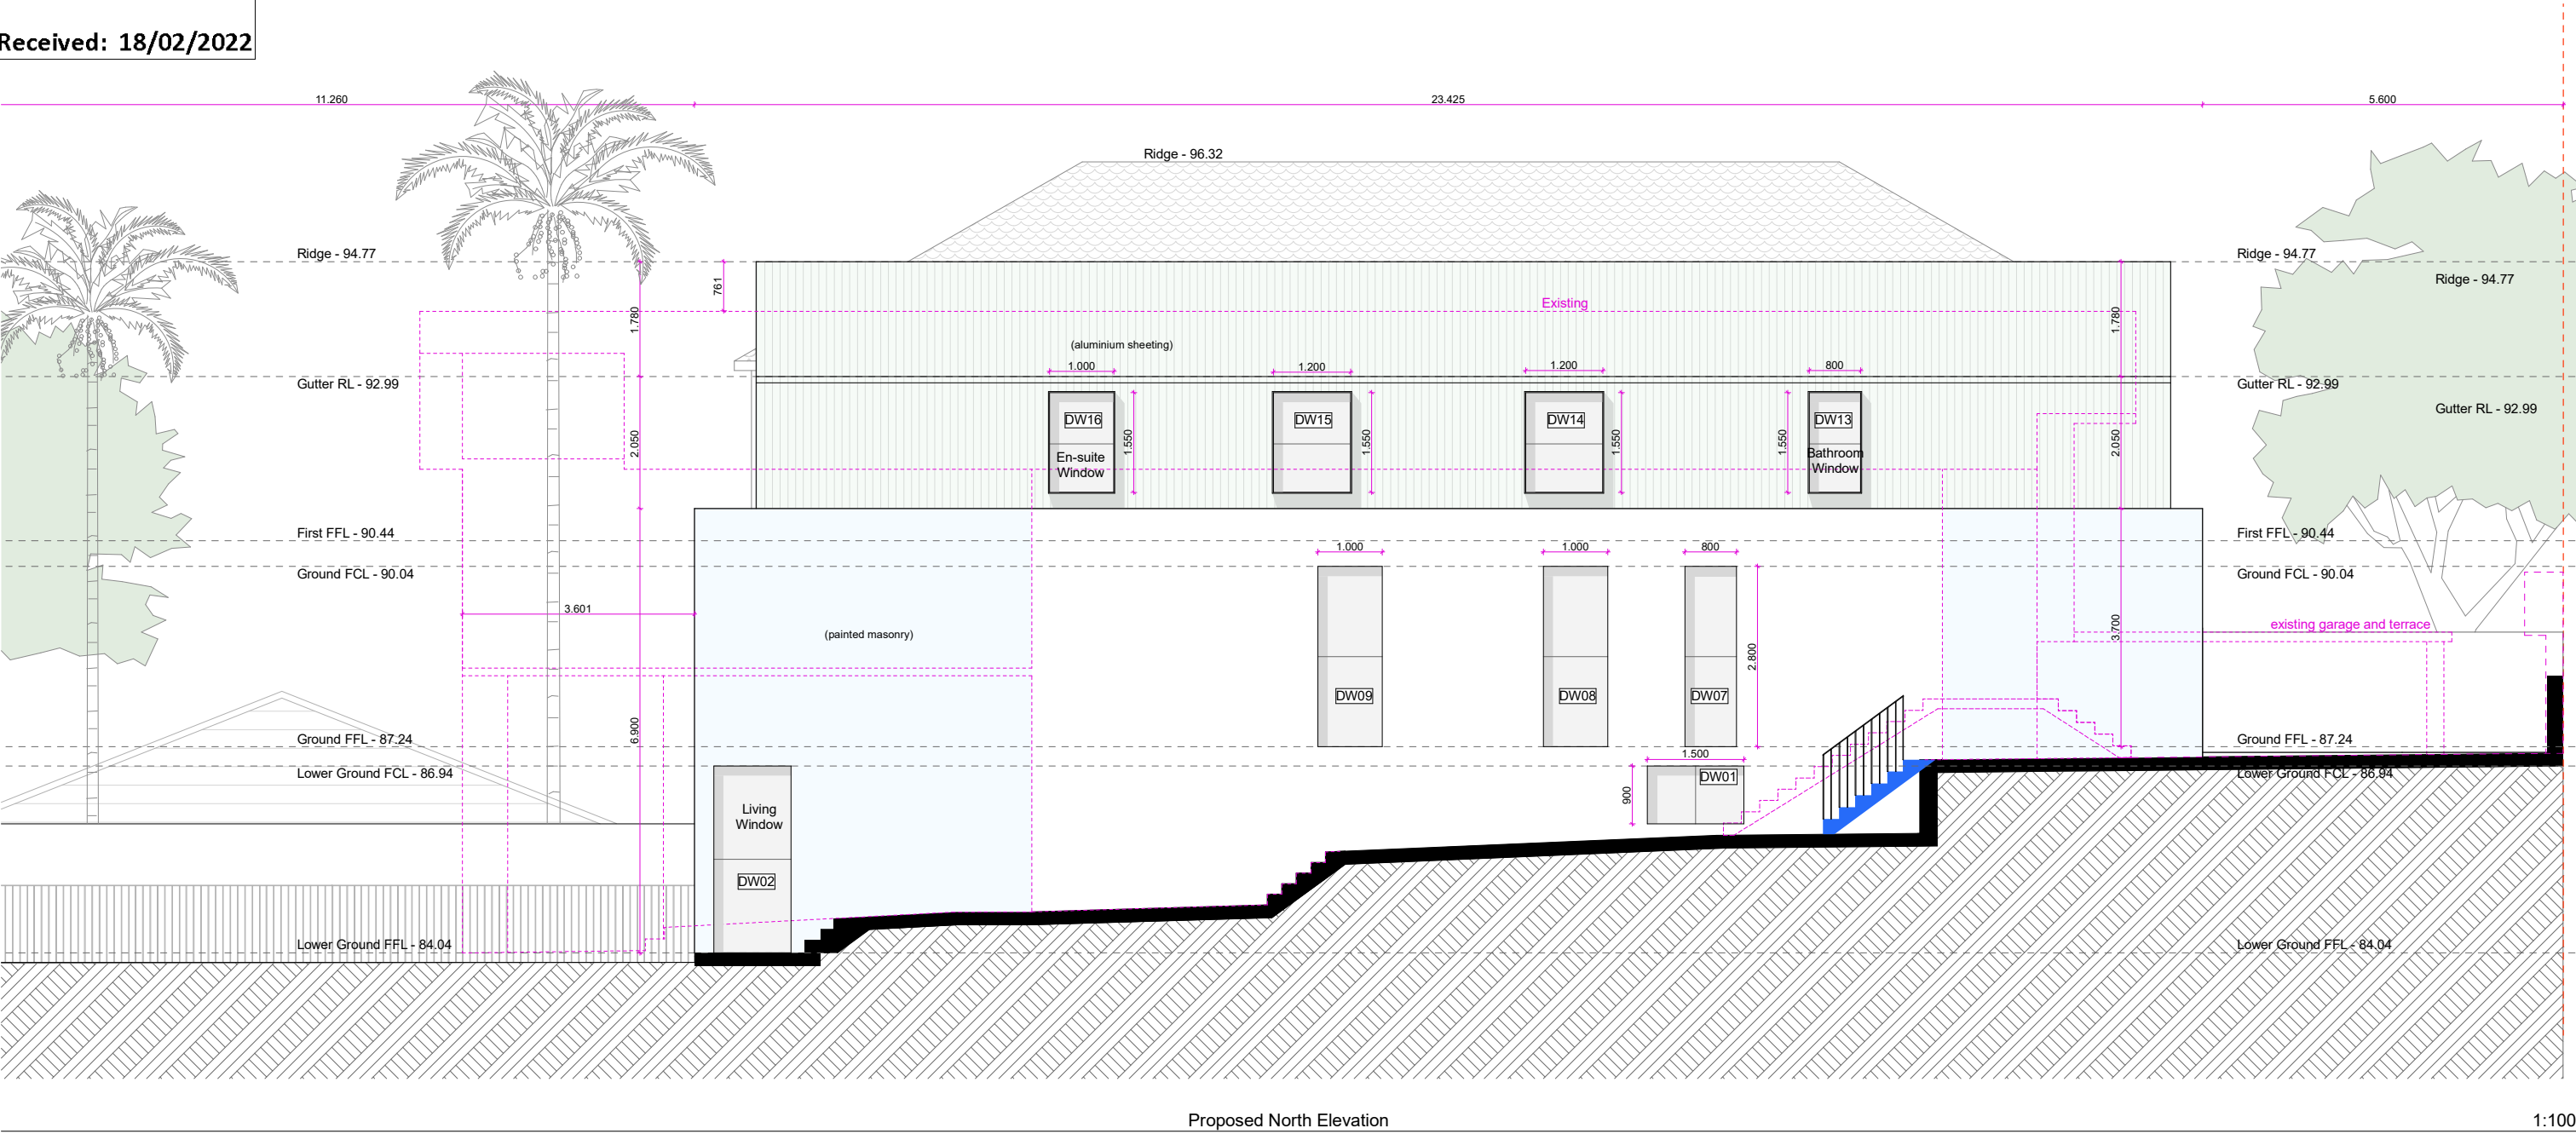 Received: 18/02/2022
11.260
23.425
5.600
Ridge - 96.32
Ridge - 94.77
Ridge - 94.77
Ridge - 94.77
761
1.780
Existing
1.780
(aluminium sheeting)
1.000
1.200
1.200
800
Gutter RL - 92.99
Gutter RL - 92.99
Gutter RL - 92.99
DW16
DW15
DW14
DW13
2.050
1.550
1.550
1.550
1.550
2.050
En-suite
Window
Bathroom
Window
First FFL - 90.44
First FFL - 90.44
1.000
1.000
800
Ground FCL - 90.04
Ground FCL - 90.04
3.601
(painted masonry)
3.700
existing garage and terrace
2.800
DW09
DW08
DW07
6.900
Ground FFL - 87.24
Ground FFL - 87.24
1.500
Lower Ground FCL - 86.94
Lower Ground FCL - 86.94
DW01
900
Living
Window
DW02
Lower Ground FFL - 84.04
Lower Ground FFL - 84.04
Proposed North Elevation
1:100